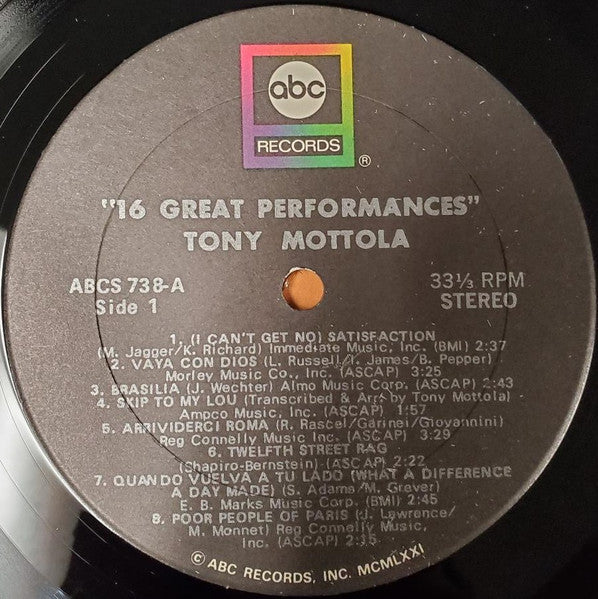 abc
RECORDS
®
"16 GREAT PERFORMANCES"
TONY MOTTOLA
ABCS 738-A
Side 1
33⅓ RPM
STEREO
1. (I CAN'T GET NO) SATISFACTION
(M. Jagger/K. Richard) Immediate Music, Inc. (BMI) 2:37
2. VAYA CON DIOS (L. Russell/I. James/B. Pepper)
Morley Music Co., Inc. (ASCAP) 3:25
3. BRASILIA (J. Wechter) Almo Music Corp. (ASCAP) 2:43
4. SKIP TO MY LOU (Transcribed & Arr. by Tony Mottola)
Ampco Music, Inc. (ASCAP) 1:57
5. ARRIVIDERCI ROMA (R. Rascel/Garinei/Giovannini)
Reg Connelly Music Inc. (ASCAP) 3:29
6. TWELFTH STREET RAG
(Shapiro-Bernstein) (ASCAP) 2:22
7. QUANDO VUELVA A TU LADO (WHAT A DIFFERENCE
A DAY MADE) (S. Adams/M. Grever)
E. B. Marks Music Corp. (BMI) 2:45
8. POOR PEOPLE OF PARIS (J. Lawrence/
M. Monnet) Reg Connelly Music,
Inc. (ASCAP) 2:15
© ABC RECORDS, INC. MCMLXXI